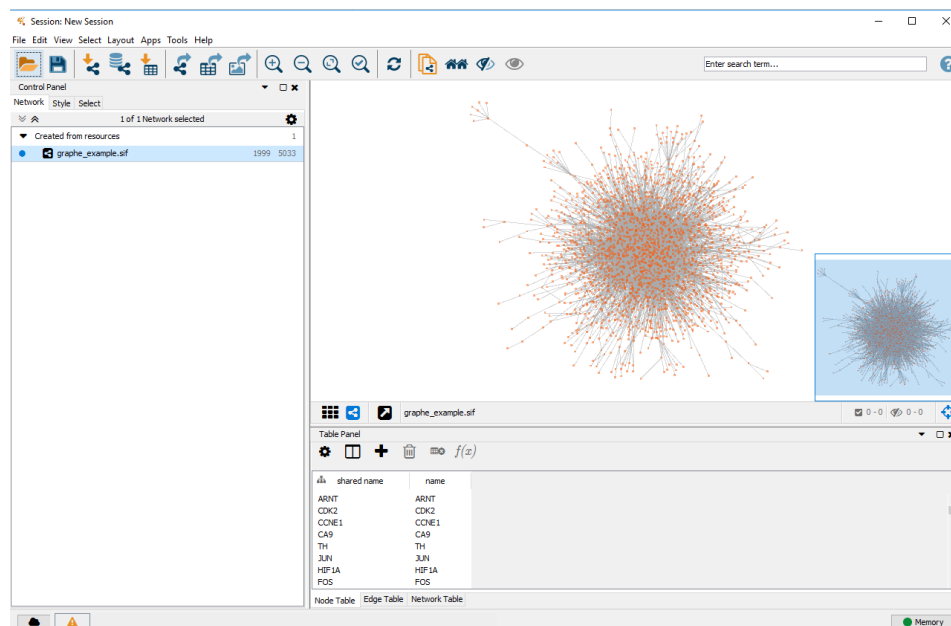 Session: New Session
File Edit View Select Layout Apps Tools Help
Enter search term...
Control Panel
Network Style Select
1 of 1 Network selected
Created from resources 1
graphe_example.sif 1999 5033
graphe_example.sif
0 - 0 0 - 0
Table Panel
f(x)
shared name name
ARNT ARNT
CDK2 CDK2
CCNE1 CCNE1
CA9 CA9
TH TH
JUN JUN
HIF1A HIF1A
FOS FOS
Node Table Edge Table Network Table
Memory